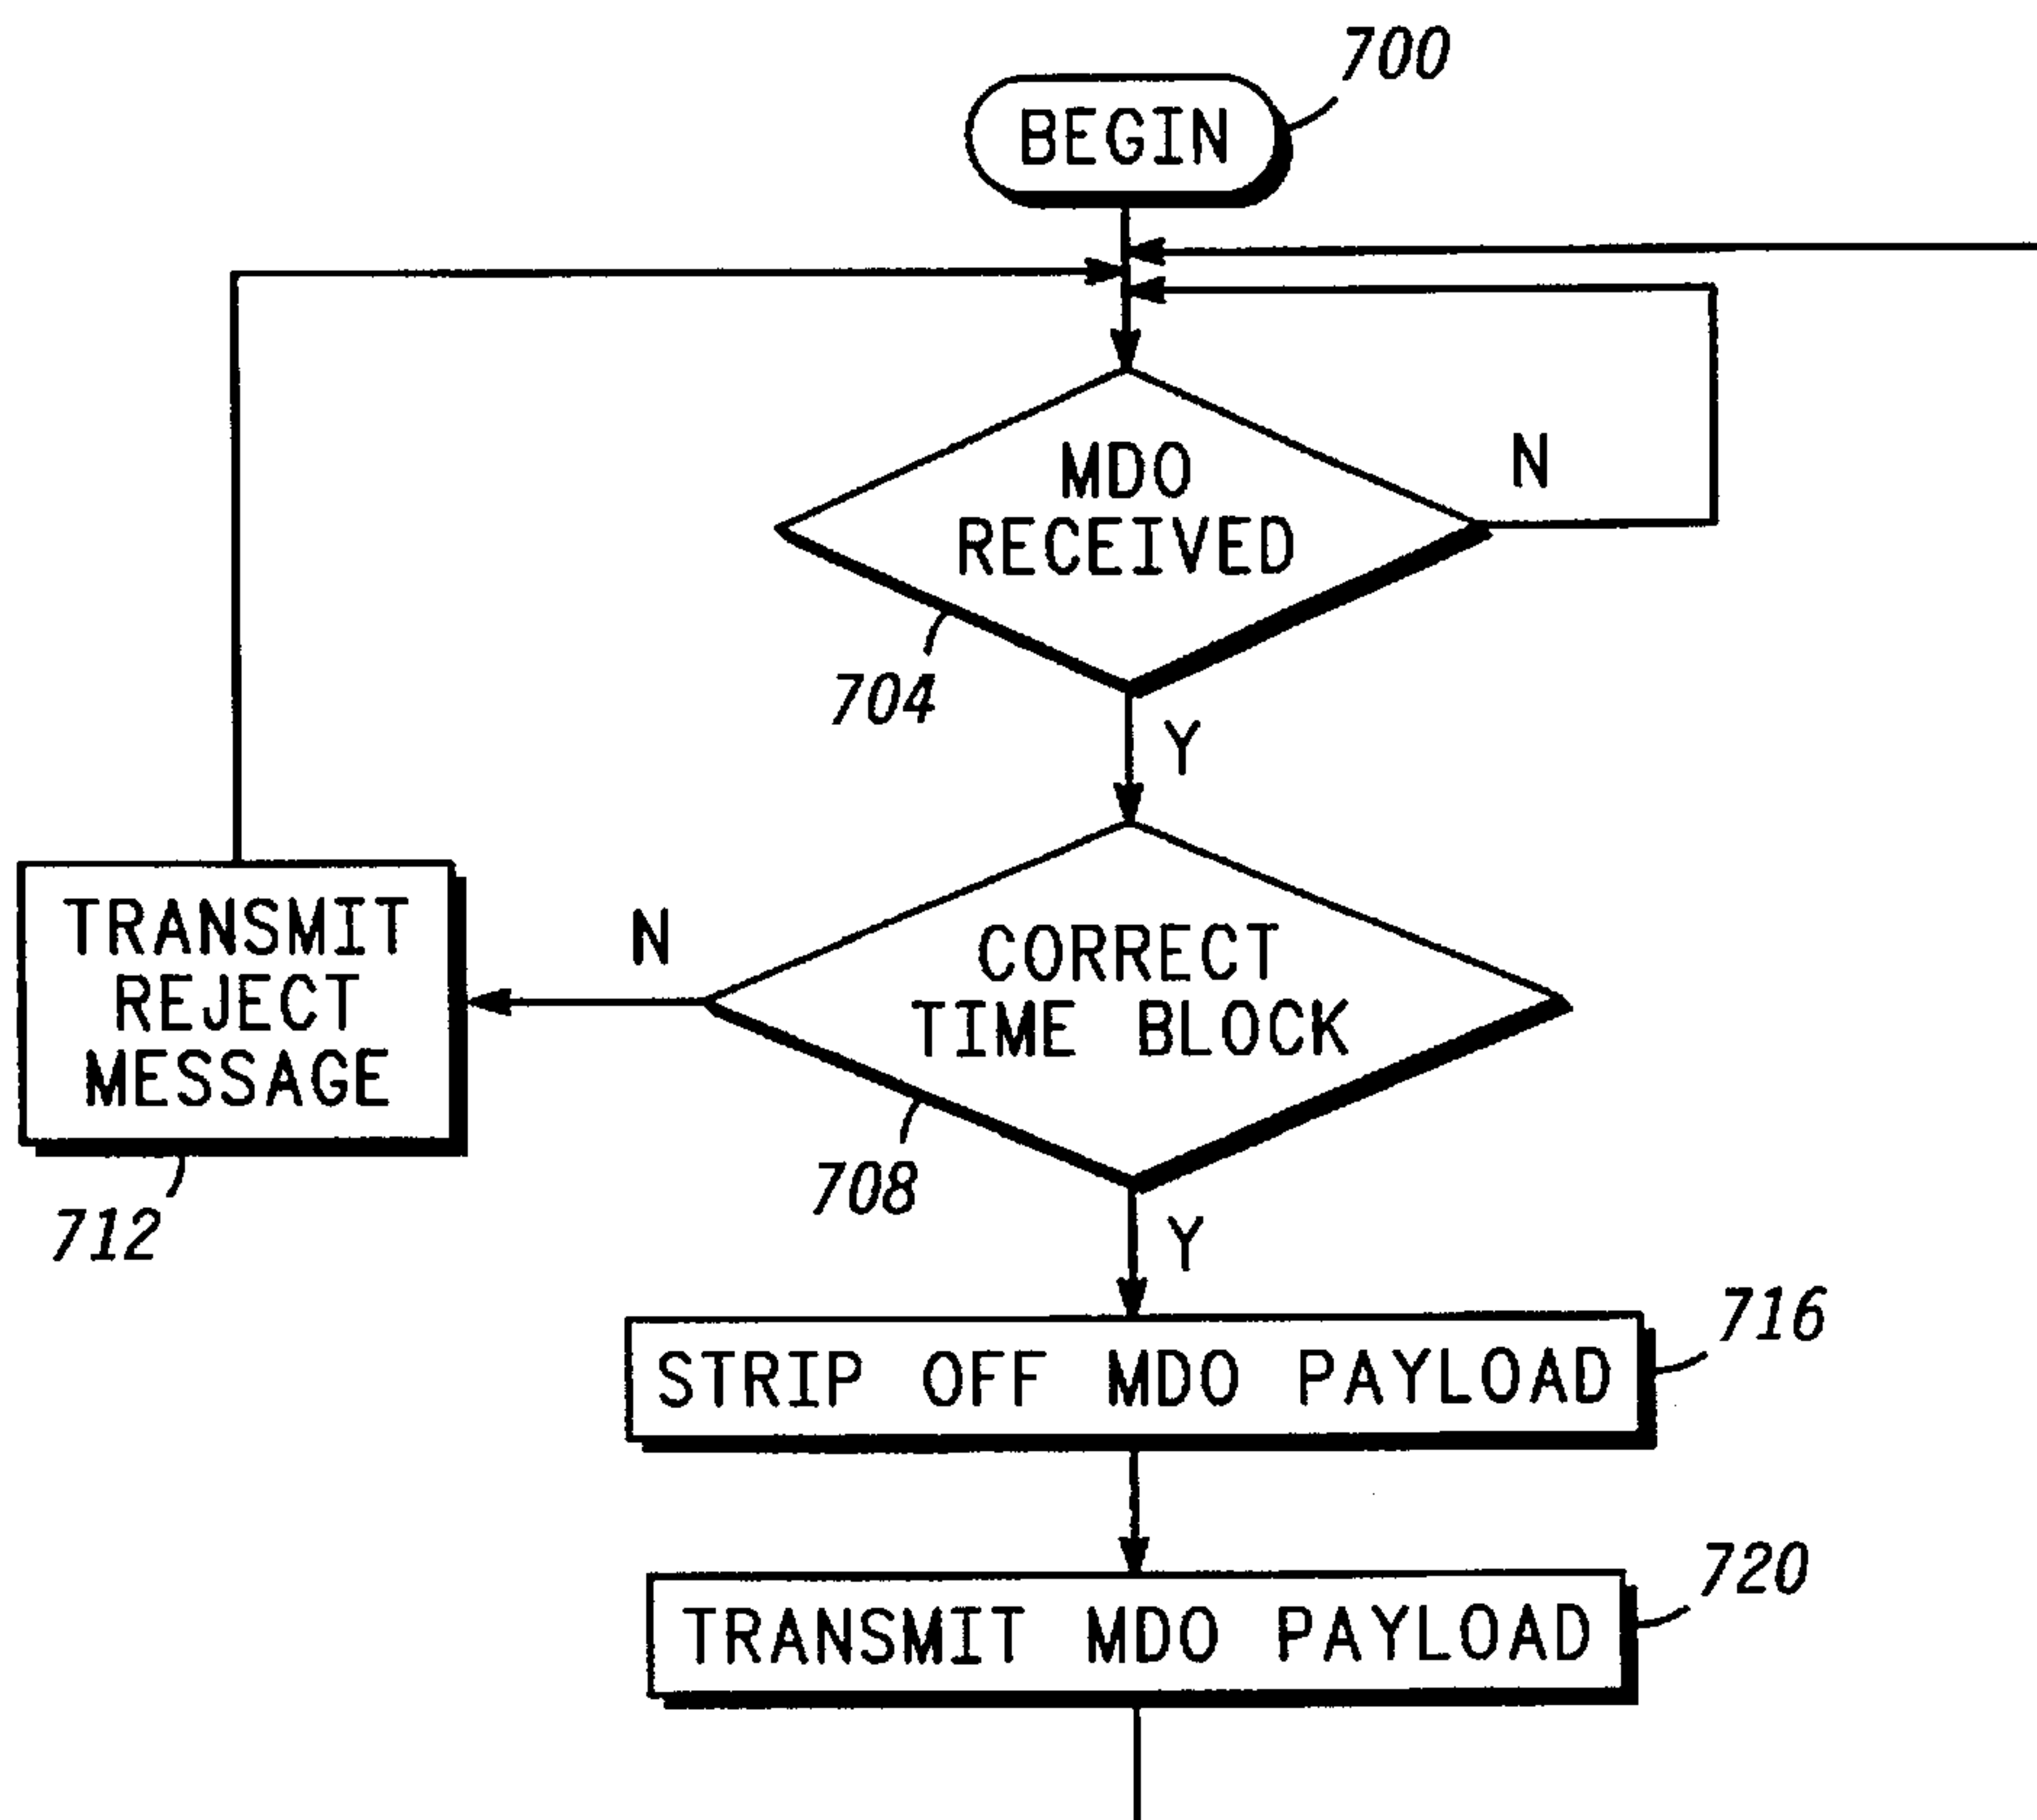 700
BEGIN
MDO
RECEIVED
N
704
Y
TRANSMIT
REJECT
MESSAGE
712
N
CORRECT
TIME BLOCK
708
Y
STRIP OFF MDO PAYLOAD
716
TRANSMIT MDO PAYLOAD
720